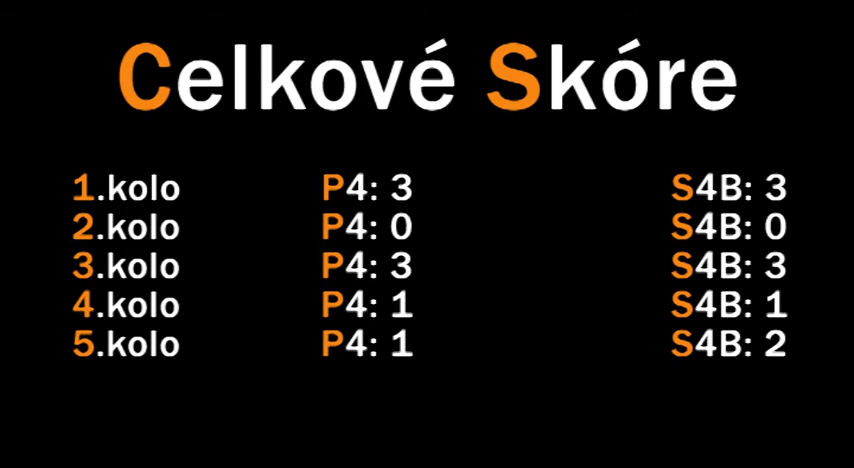 Celkové Skóre
1.kolo P4: 3 S4B: 3
2.kolo P4: 0 S4B: 0
3.kolo P4: 3 S4B: 3
4.kolo P4: 1 S4B: 1
5.kolo P4: 1 S4B: 2